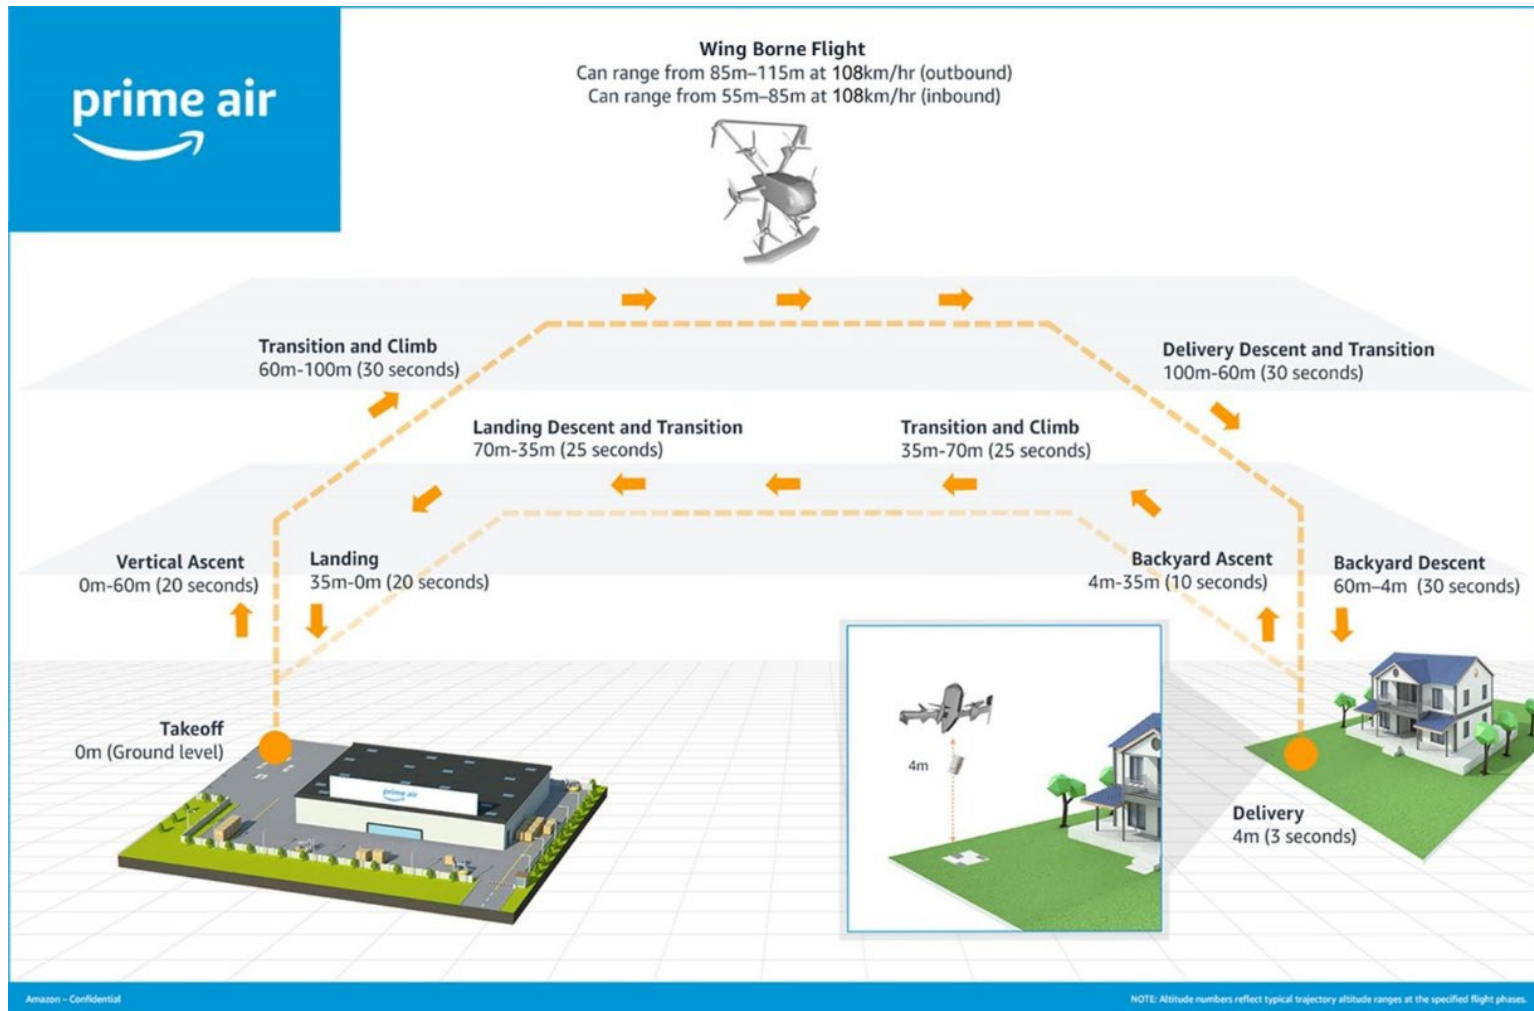 prime air
Wing Borne Flight
Can range from 85m–115m at 108km/hr (outbound)
Can range from 55m–85m at 108km/hr (inbound)
Transition and Climb
60m-100m (30 seconds)
Delivery Descent and Transition
100m-60m (30 seconds)
Landing Descent and Transition
70m-35m (25 seconds)
Transition and Climb
35m-70m (25 seconds)
Vertical Ascent
0m-60m (20 seconds)
Landing
35m-0m (20 seconds)
Backyard Ascent
4m-35m (10 seconds)
Backyard Descent
60m–4m (30 seconds)
Takeoff
0m (Ground level)
prime air
4m
Delivery
4m (3 seconds)
Amazon – Confidential
NOTE: Altitude numbers reflect typical trajectory altitude ranges at the specified flight phases.